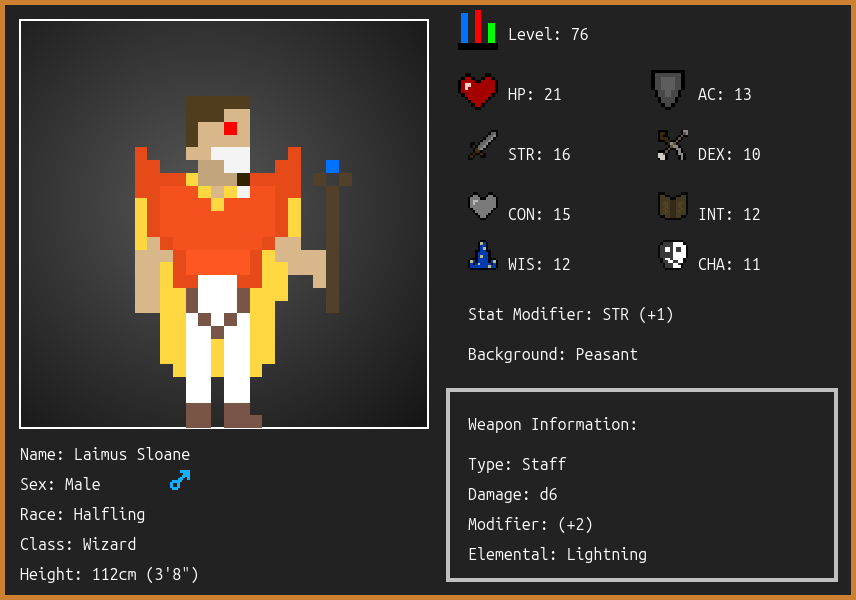 Level: 76
HP: 21
AC: 13
STR: 16
DEX: 10
CON: 15
INT: 12
WIS: 12
CHA: 11
Stat Modifier: STR (+1)
Background: Peasant
Weapon Information:
Type: Staff
Damage: d6
Modifier: (+2)
Elemental: Lightning
Name: Laimus Sloane
Sex: Male
Race: Halfling
Class: Wizard
Height: 112cm (3'8")